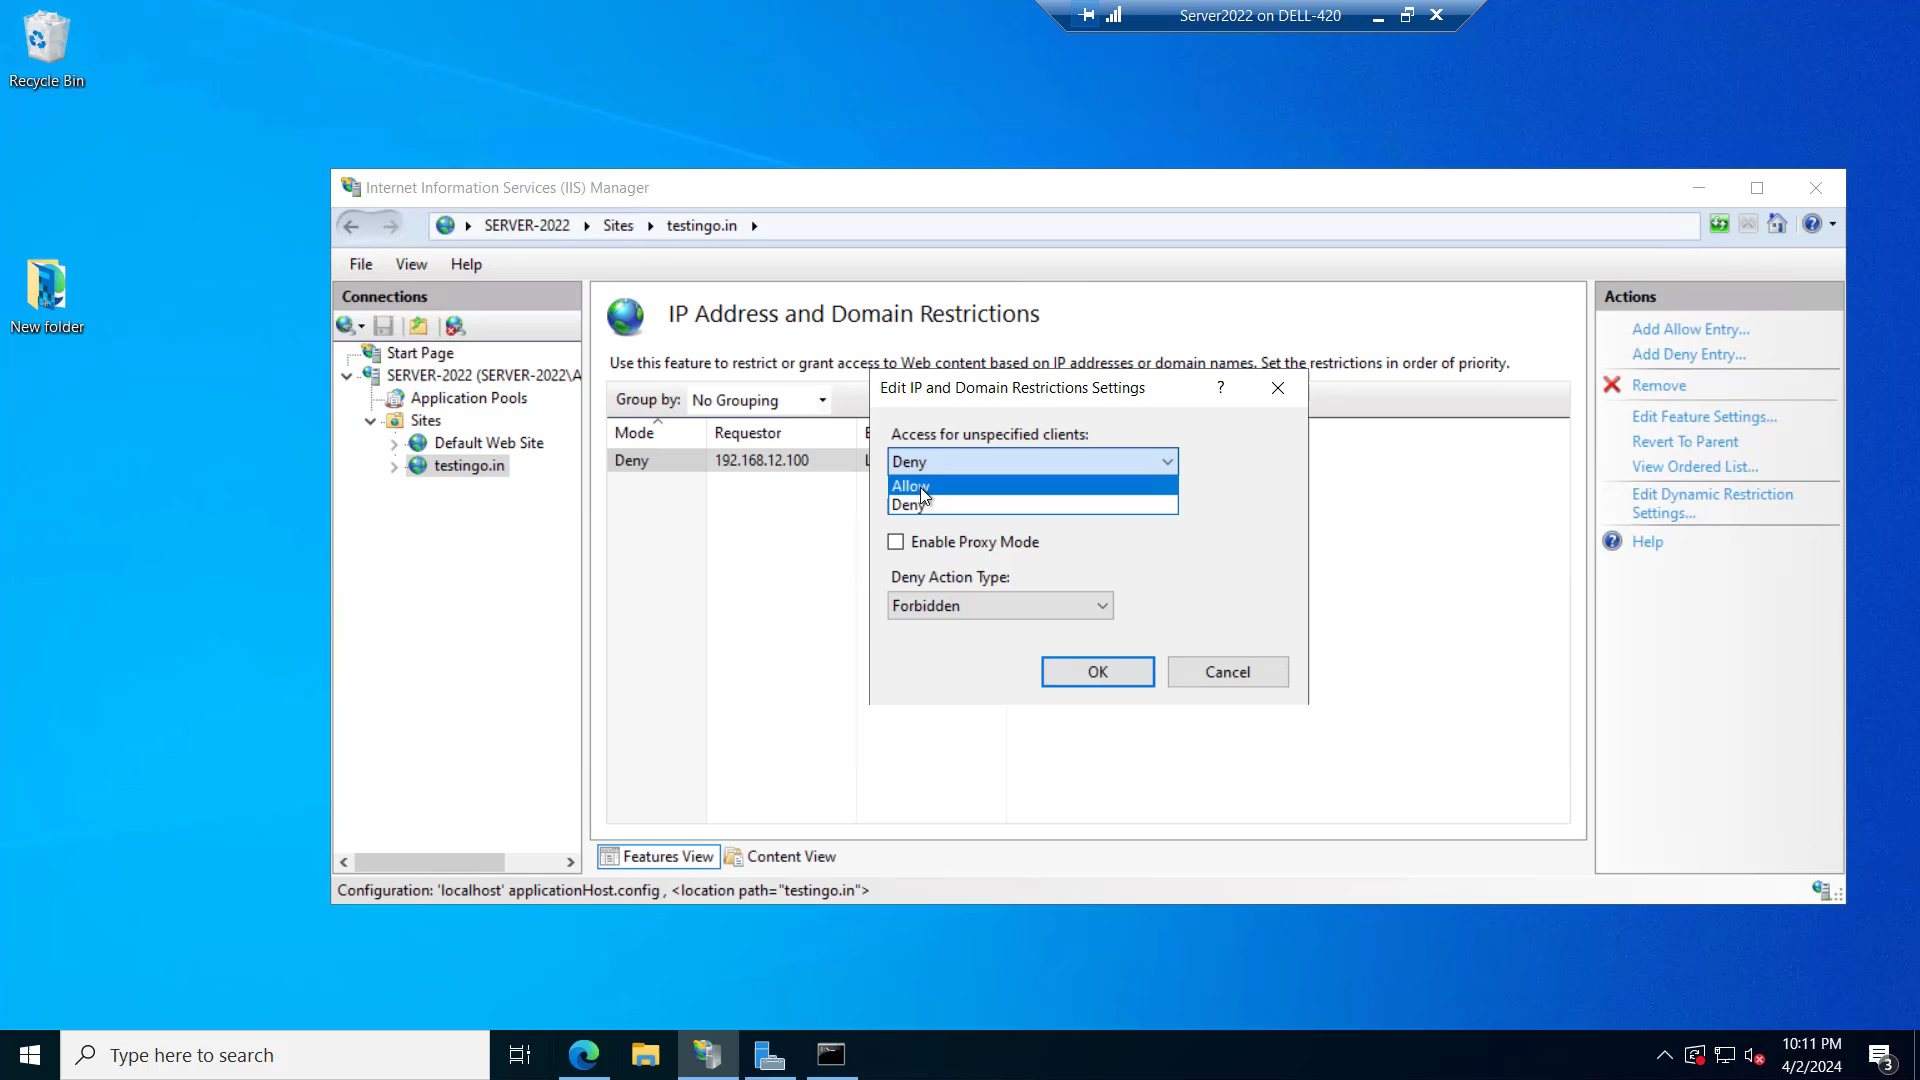 Server2022 on DELL-420
Recycle Bin
New folder
Internet Information Services (IIS) Manager
SERVER-2022
Sites
testingo.in
File
View
Help
Connections
Start Page
SERVER-2022 (SERVER-2022\A
Application Pools
Sites
Default Web Site
testingo.in
IP Address and Domain Restrictions
Use this feature to restrict or grant access to Web content based on IP addresses or domain names. Set the restrictions in order of priority.
Group by: No Grouping
Mode
Requestor
E
Deny
192.168.12.100
L
Edit IP and Domain Restrictions Settings
?
Access for unspecified clients:
Deny
Allow
Deny
Enable Proxy Mode
Deny Action Type:
Forbidden
OK
Cancel
Features View
Content View
Actions
Add Allow Entry...
Add Deny Entry...
Remove
Edit Feature Settings...
Revert To Parent
View Ordered List...
Edit Dynamic Restriction
Settings...
Help
Configuration: 'localhost' applicationHost.config , <location path="testingo.in">
Type here to search
10:11 PM
4/2/2024
3